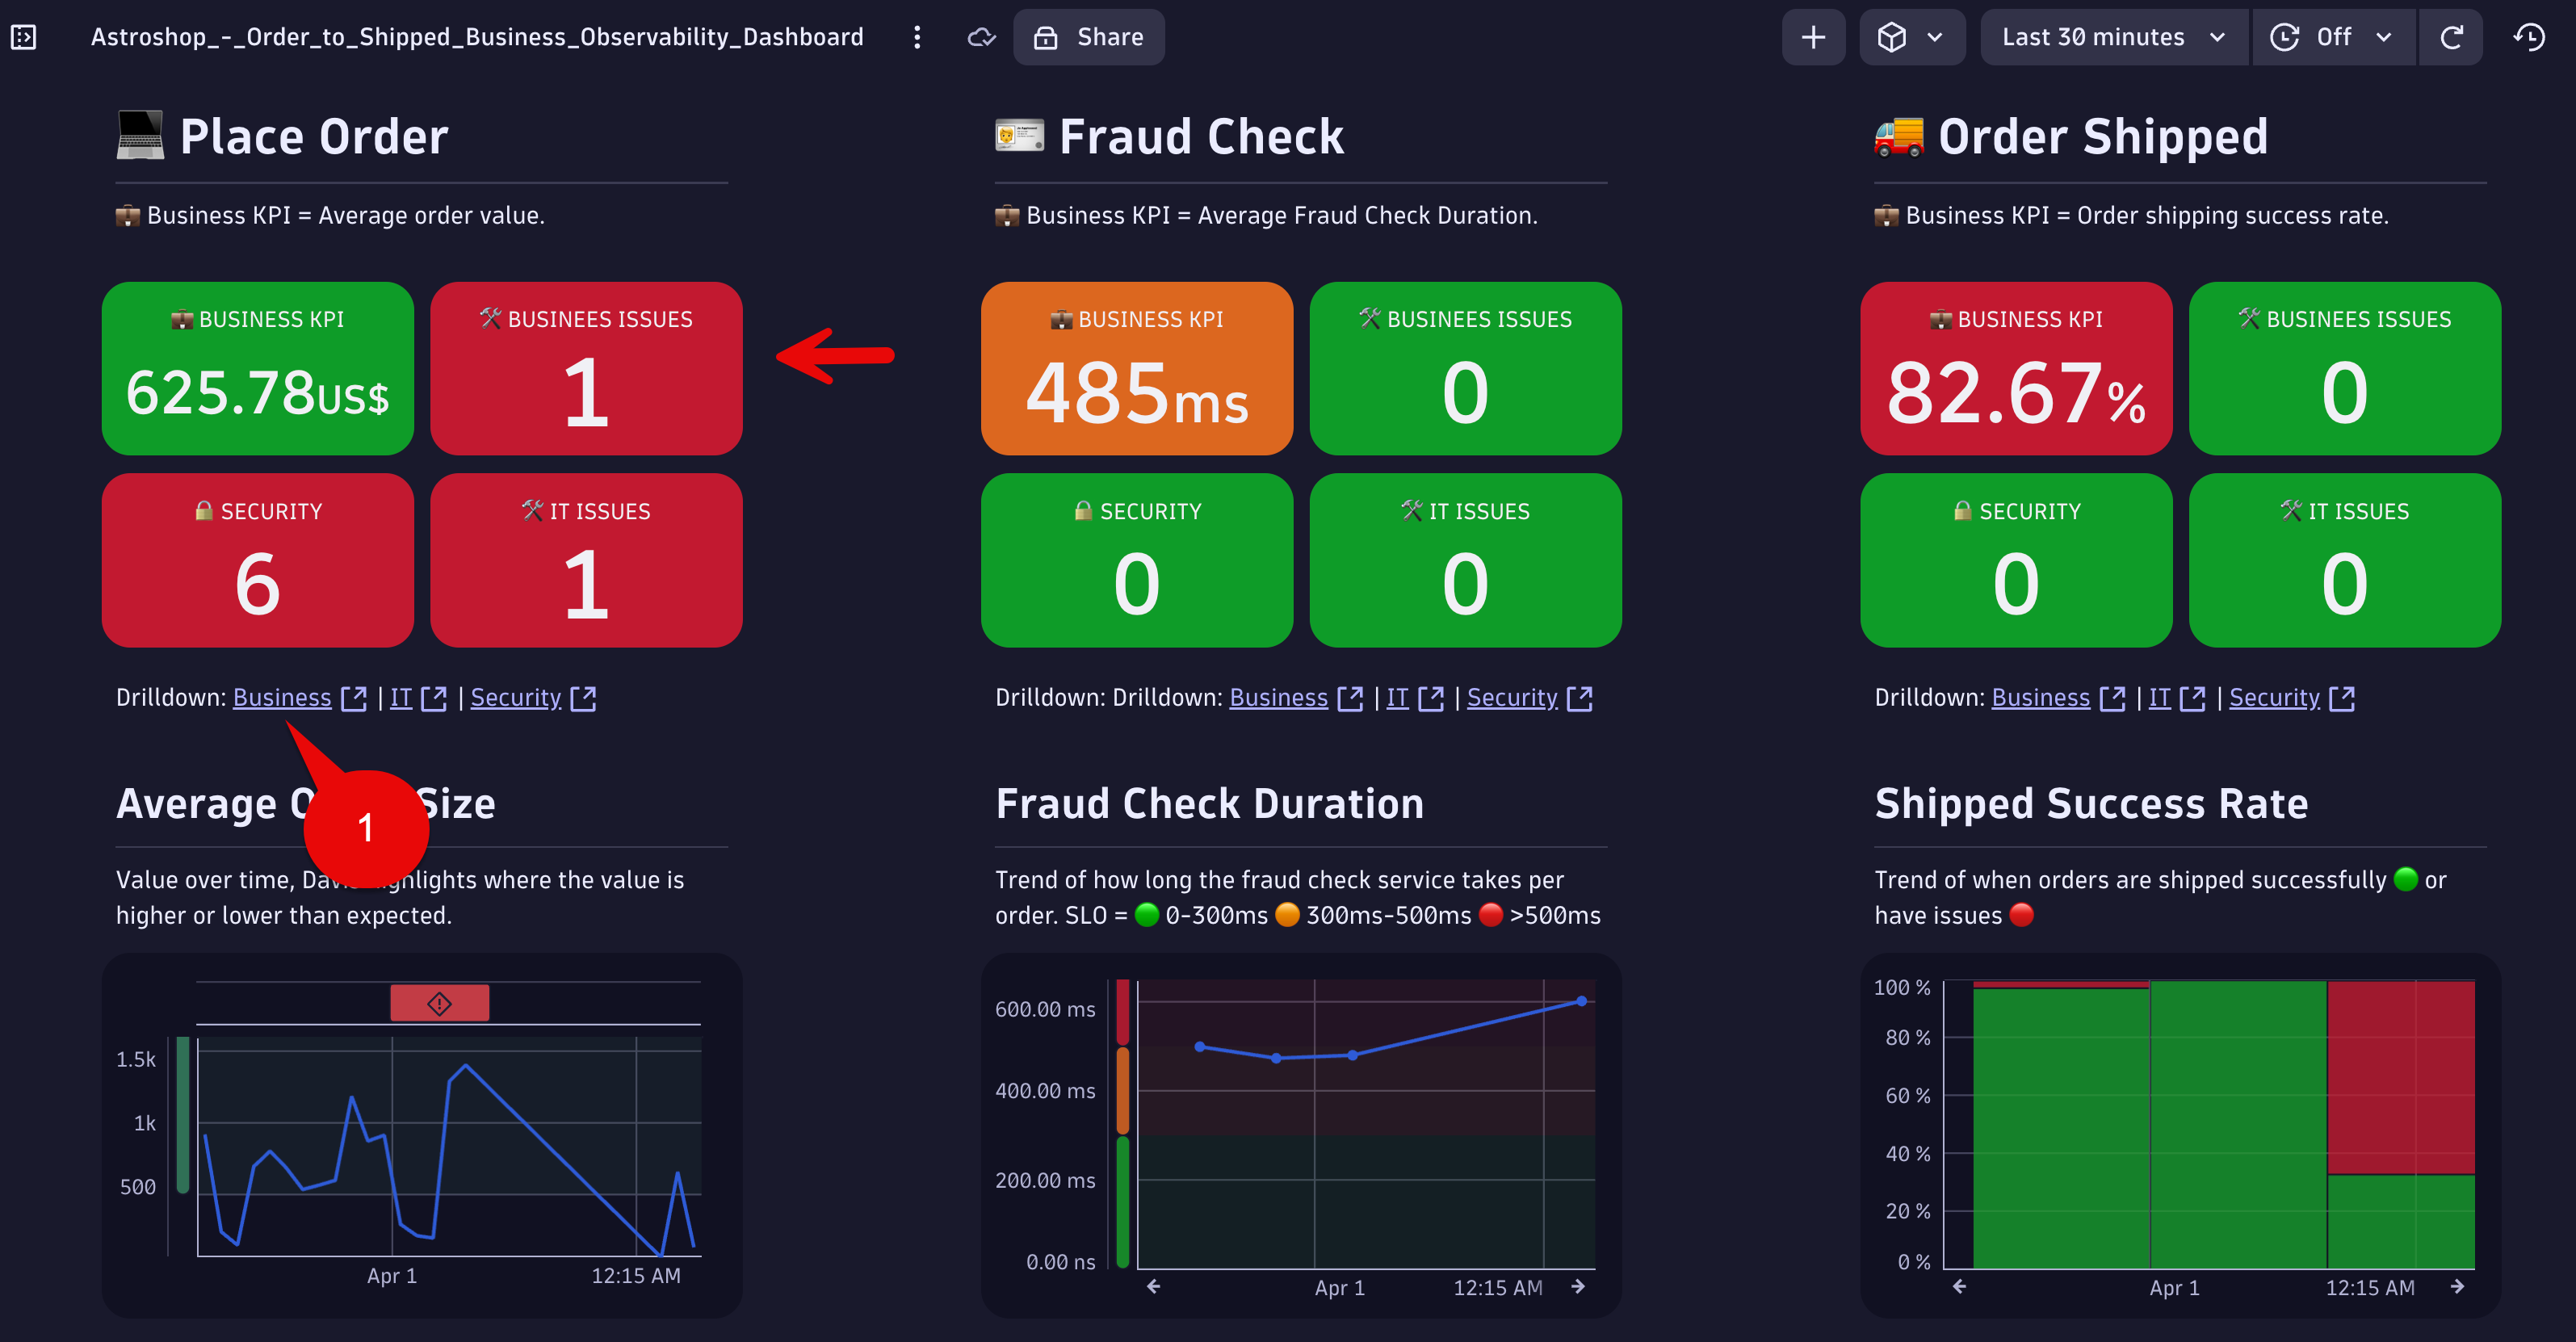 Astroshop_-_Order_to_Shipped_Business_Observability_Dashboard
Share
Last 30 minutes
Off
Place Order
Business KPI = Average order value.
BUSINESS KPI
625.78US$
BUSINEES ISSUES
1
SECURITY
6
IT ISSUES
1
Drilldown: Business | IT | Security
1
Average O Size
Value over time, Dav ghlights where the value is
higher or lower than expected.
1.5k
1k
500
Apr 1
12:15 AM
Fraud Check
Business KPI = Average Fraud Check Duration.
BUSINESS KPI
485ms
BUSINEES ISSUES
0
SECURITY
0
IT ISSUES
0
Drilldown: Drilldown: Business | IT | Security
Fraud Check Duration
Trend of how long the fraud check service takes per
order. SLO = 0-300ms 300ms-500ms >500ms
600.00 ms
400.00 ms
200.00 ms
0.00 ns
Apr 1
12:15 AM
Order Shipped
Business KPI = Order shipping success rate.
BUSINESS KPI
82.67%
BUSINEES ISSUES
0
SECURITY
0
IT ISSUES
0
Drilldown: Business | IT | Security
Shipped Success Rate
Trend of when orders are shipped successfully or
have issues
100 %
80 %
60 %
40 %
20 %
0 %
Apr 1
12:15 AM